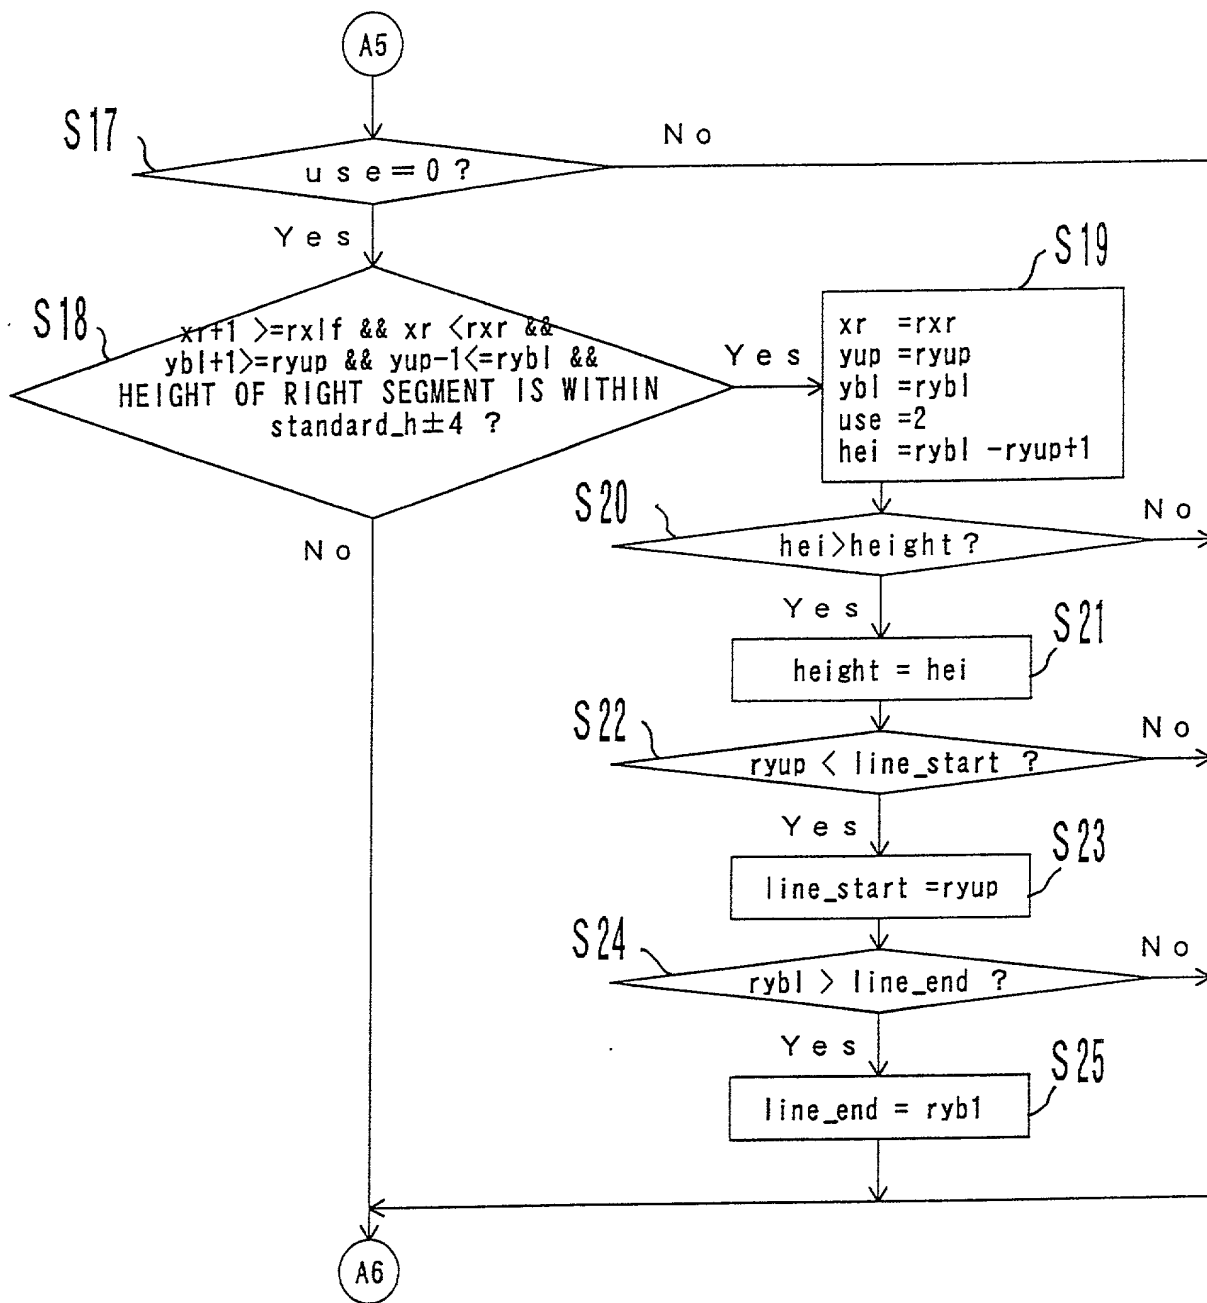 A5
S17
use=0?
No
Yes
S18
xr+1 >=rxlf && xr <rxr &&
ybl+1>=ryup && yup-1<=rybl &&
HEIGHT OF RIGHT SEGMENT IS WITHIN
standard_h±4 ?
Yes
No
S19
xr =rxr
yup =ryup
ybl =rybl
use =2
hei =rybl -ryup+1
S20
hei>height?
No
Yes
S21
height = hei
S22
ryup < line_start ?
No
Yes
S23
line_start =ryup
S24
rybl > line_end ?
No
Yes
S25
line_end = ryb1
A6